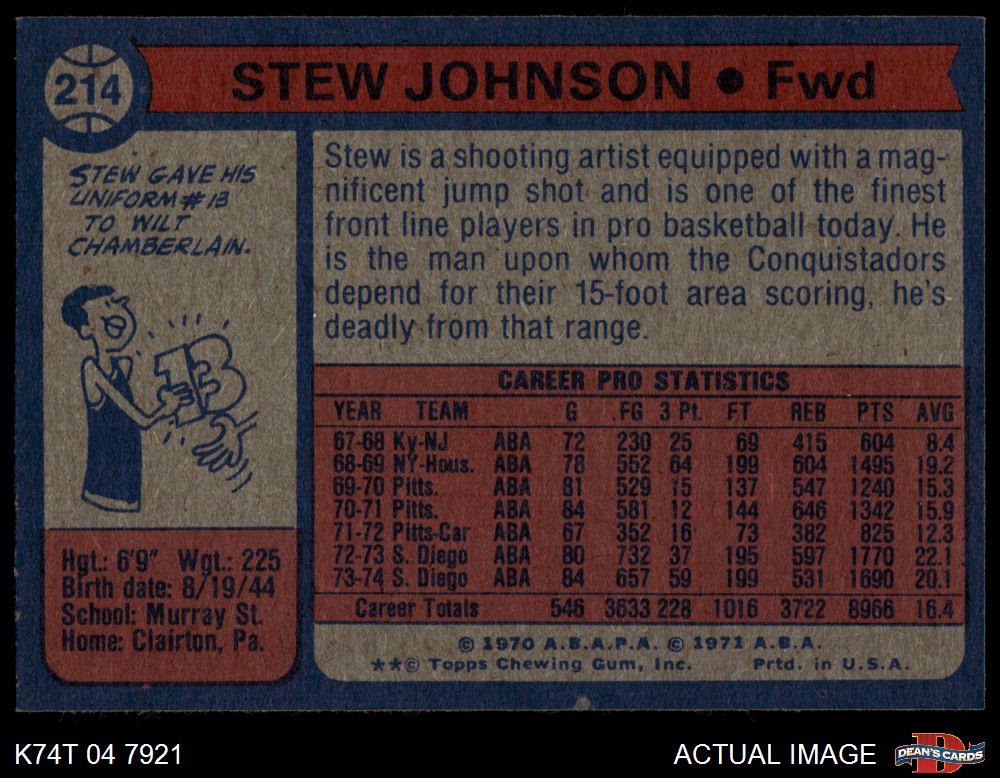 214
STEW JOHNSON • Fwd
STEW GAVE HIS
UNIFORM # 13
TO WILT
CHAMBERLAIN.
13
Hgt.: 6'9" Wgt.: 225
Birth date: 8/19/44
School: Murray St.
Home: Clairton, Pa.
Stew is a shooting artist equipped with a mag-
nificent jump shot and is one of the finest
front line players in pro basketball today. He
is the man upon whom the Conquistadors
depend for their 15-foot area scoring, he's
deadly from that range.
CAREER PRO STATISTICS
YEAR TEAM G FG 3 Pt. FT REB PTS AVG
67-68 Ky-NJ ABA 72 230 25 69 415 604 8.4
68-69 NY-Hous. ABA 78 552 64 199 604 1495 19.2
69-70 Pitts. ABA 81 529 15 137 547 1240 15.3
70-71 Pitts. ABA 84 581 12 144 646 1342 15.9
71-72 Pitts-Car ABA 67 352 16 73 382 825 12.3
72-73 S. Diego ABA 80 732 37 195 597 1770 22.1
73-74 S. Diego ABA 84 657 59 199 531 1690 20.1
Career Totals 546 3633 228 1016 3722 8966 16.4
© 1970 A.B.A.P.A. © 1971 A.B.A.
**© Topps Chewing Gum, Inc. Prtd. in U.S.A.
K74T 04 7921
ACTUAL IMAGE
D
DEAN'S CARDS